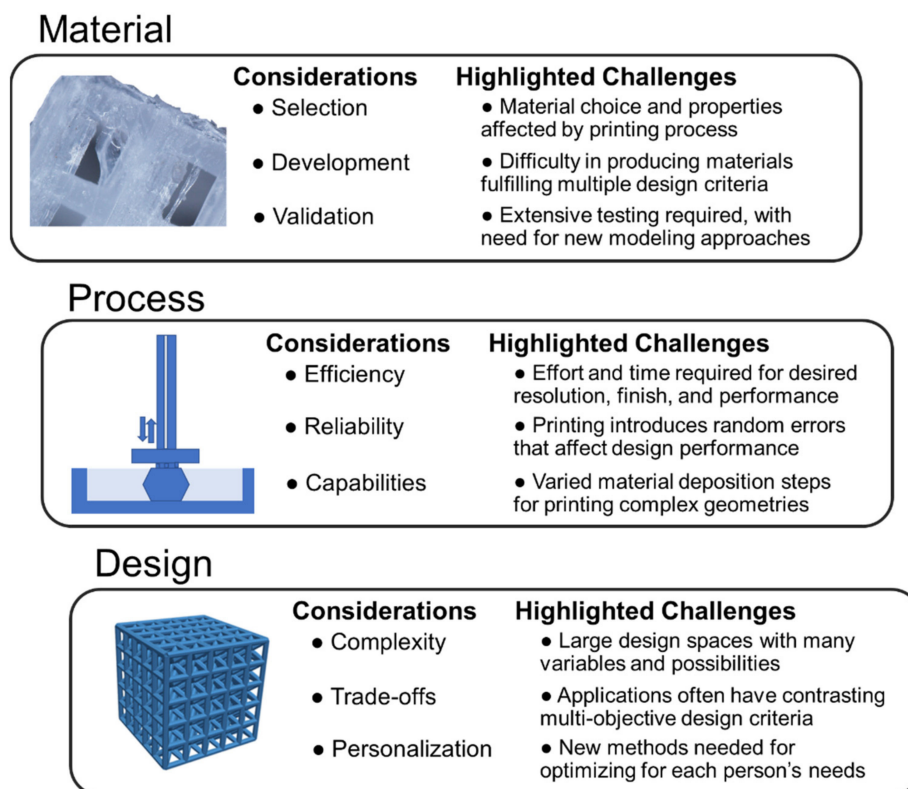 Material
Considerations
Highlighted Challenges
● Selection
● Material choice and properties
affected by printing process
● Development
● Difficulty in producing materials
fulfilling multiple design criteria
● Validation
● Extensive testing required, with
need for new modeling approaches
Process
Considerations
Highlighted Challenges
● Efficiency
● Effort and time required for desired
resolution, finish, and performance
● Reliability
● Printing introduces random errors
that affect design performance
● Capabilities
● Varied material deposition steps
for printing complex geometries
Design
Considerations
Highlighted Challenges
● Complexity
● Large design spaces with many
variables and possibilities
● Trade-offs
● Applications often have contrasting
multi-objective design criteria
● Personalization
● New methods needed for
optimizing for each person's needs